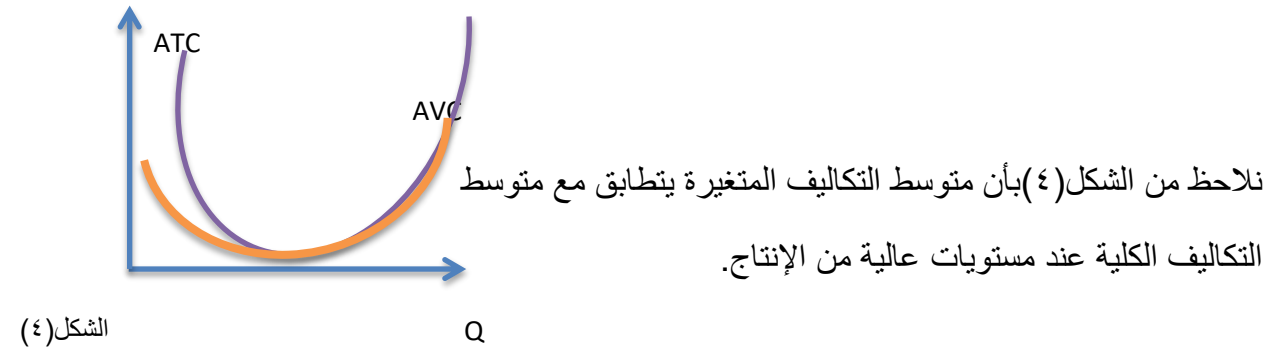 ATC
AVC
نلاحظ من الشكل(٤)بأن متوسط التكاليف المتغيرة يتطابق مع متوسط
التكاليف الكلية عند مستويات عالية من الإنتاج.
الشكل(٤)
Q